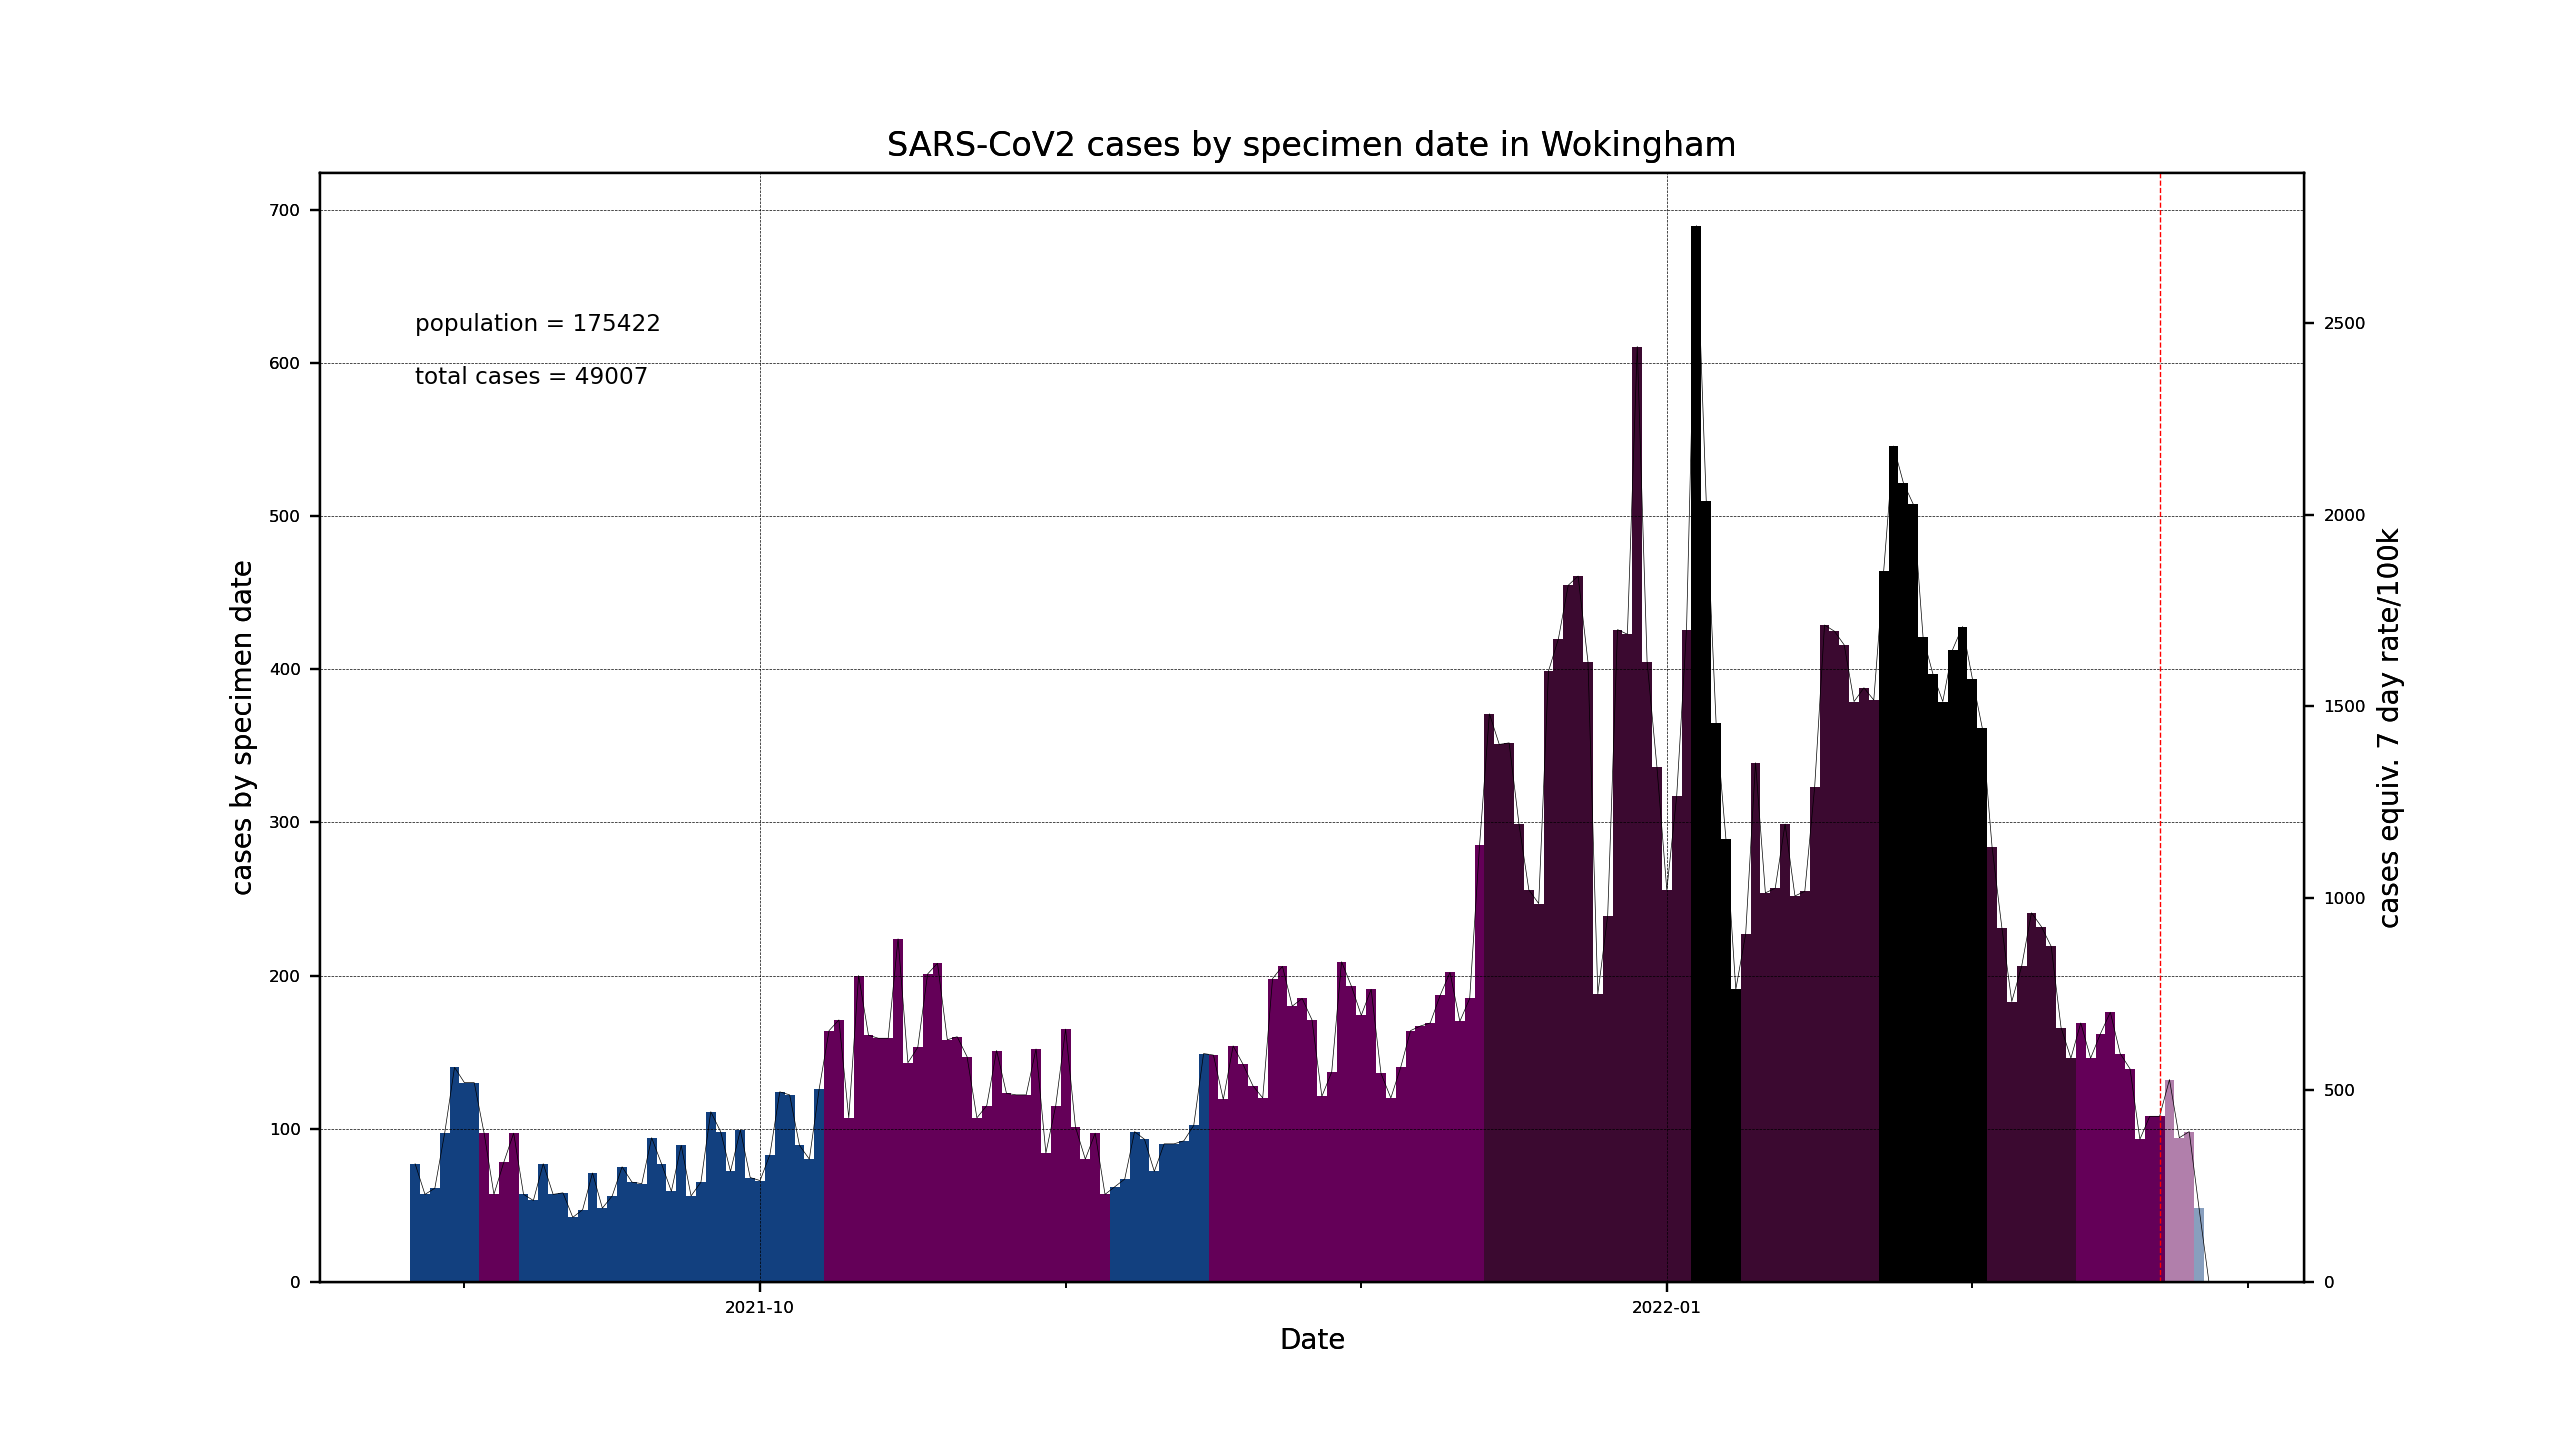 SARS-CoV2 cases by specimen date in Wokingham
population = 175422
total cases = 49007
cases by specimen date
700
600
500
400
300
200
100
0
2500
2000
1500
1000
500
0
cases equiv. 7 day rate/100k
2021-10
2022-01
Date